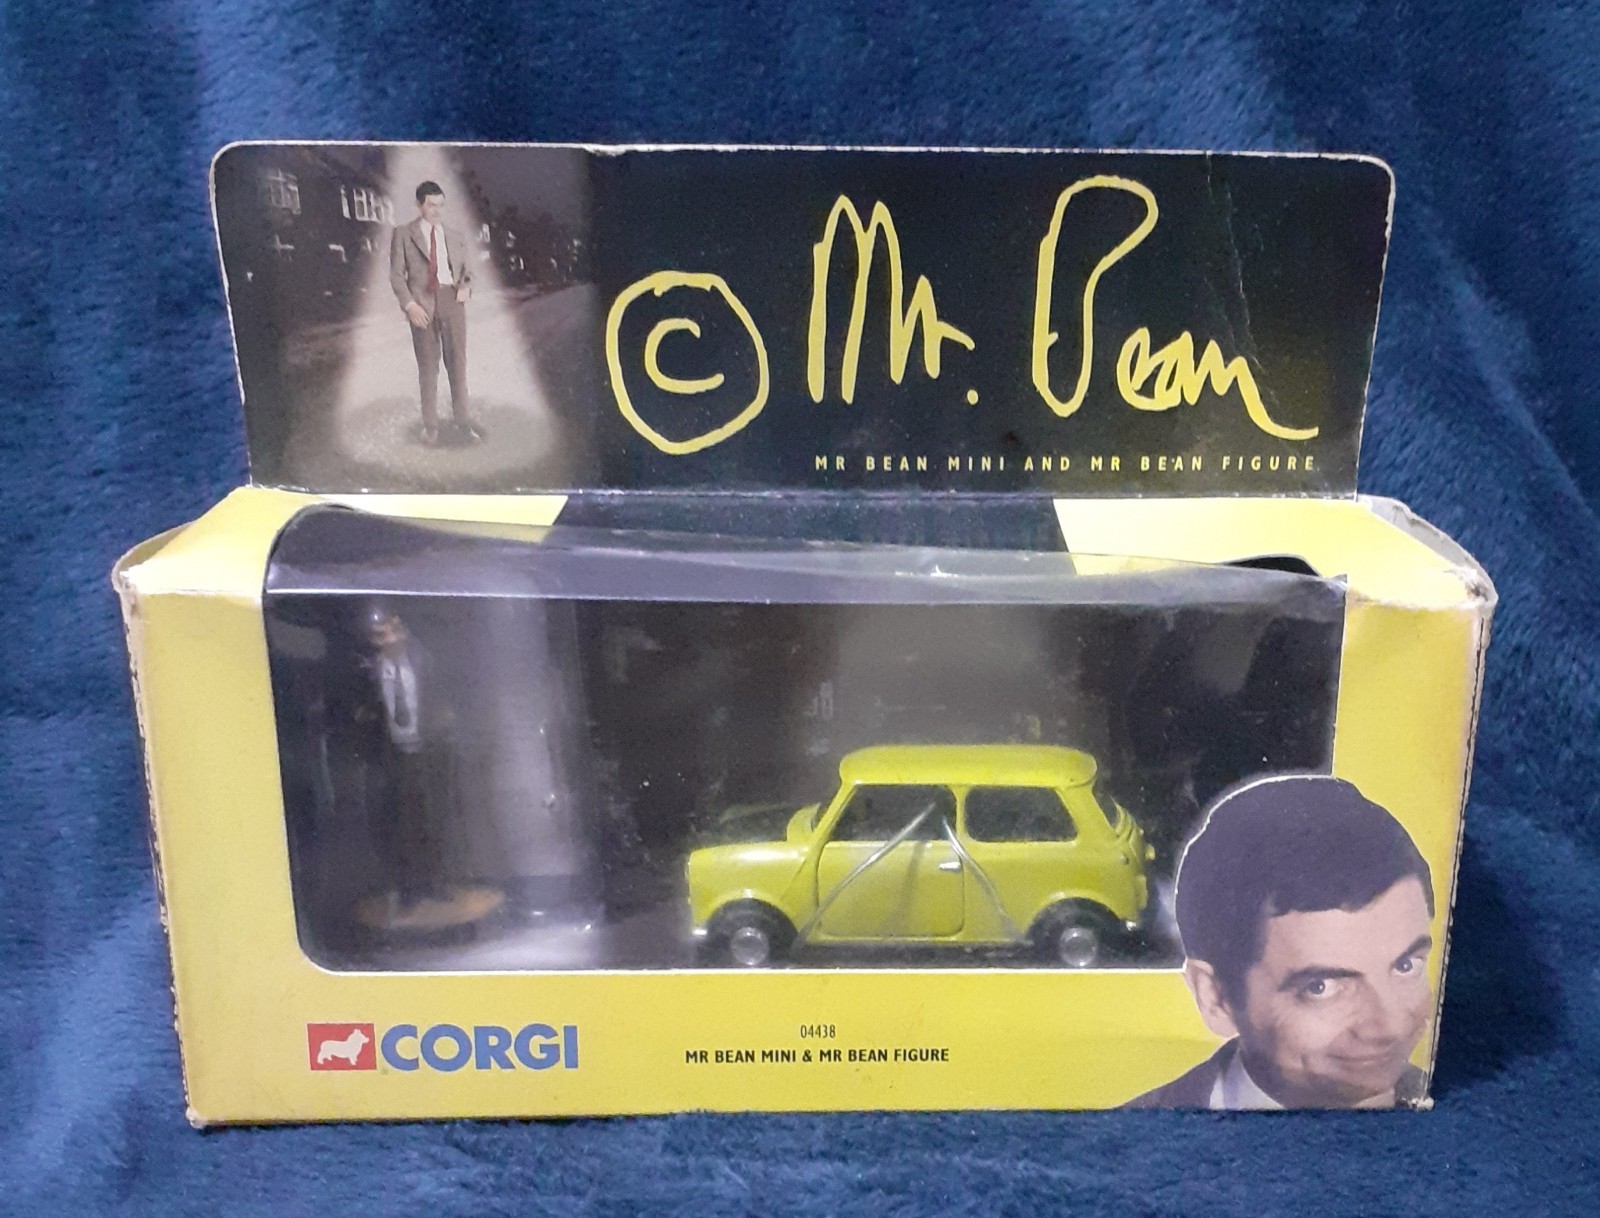 © Mr. Bean
MR BEAN MINI AND MR BEAN FIGURE
CORGI
04438
MR BEAN MINI & MR BEAN FIGURE